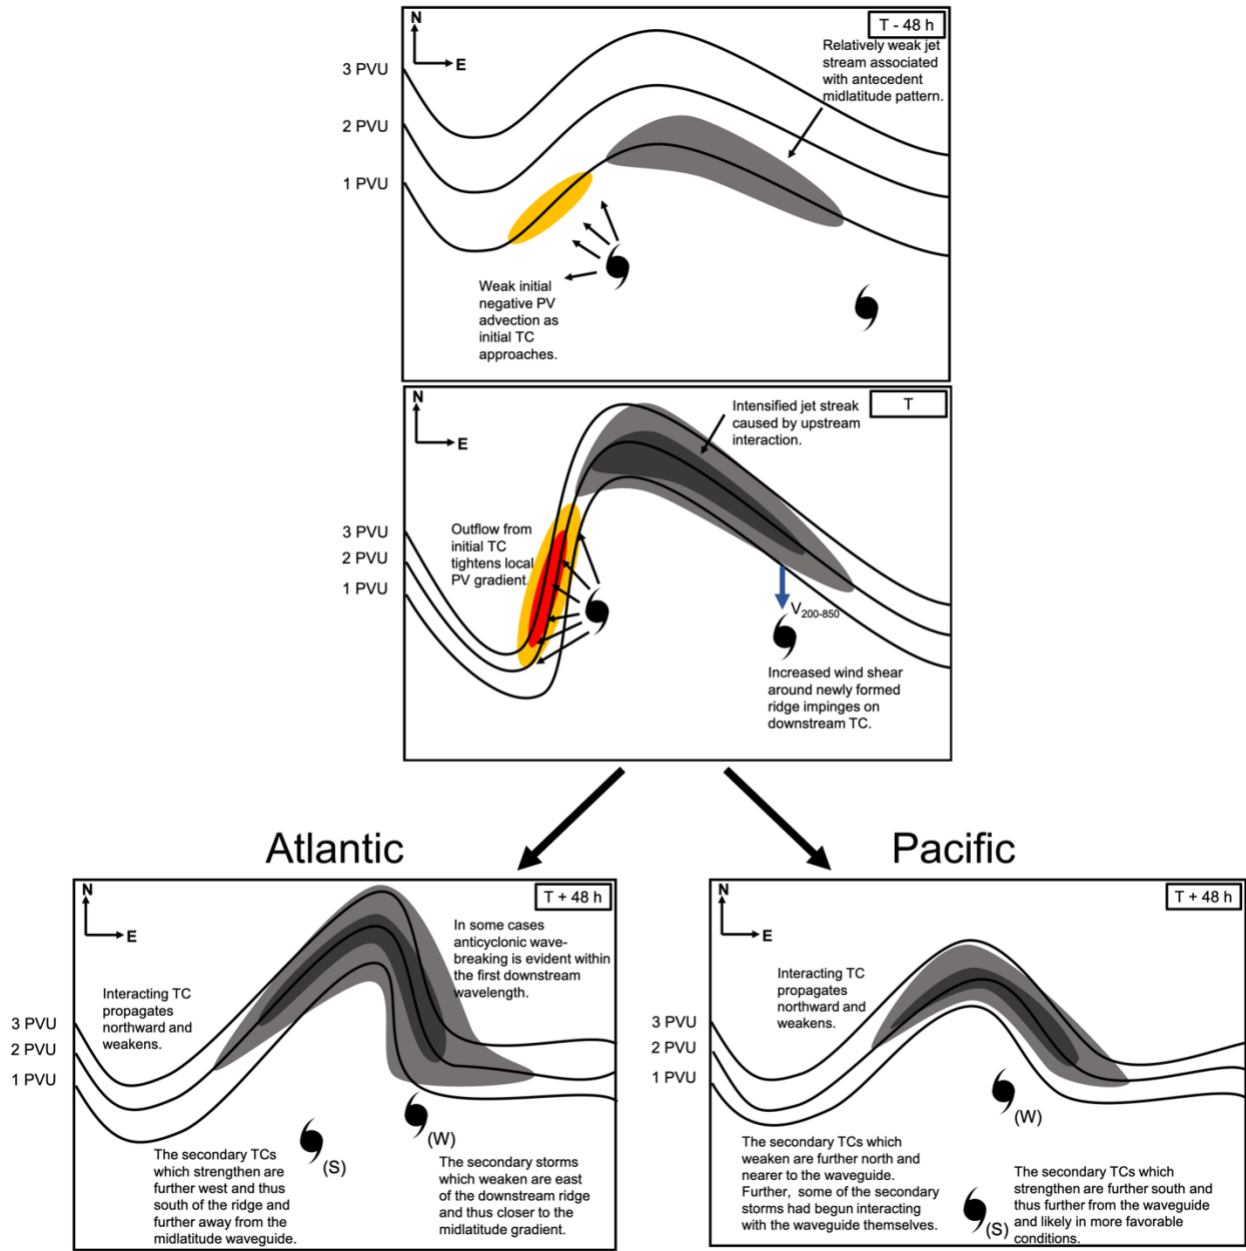 N
T - 48 h
E
Relatively weak jet
stream associated
with antecedent
midlatitude pattern.
3 PVU
2 PVU
1 PVU
Weak initial
negative PV
advection as
initial TC
approaches.
N
T
E
Intensified jet streak
caused by upstream
interaction.
3 PVU
2 PVU
1 PVU
Outflow from
initial TC
tightens local
PV gradient.
V200-850
Increased wind shear
around newly formed
ridge impinges on
downstream TC.
Atlantic
N
T + 48 h
E
In some cases
anticyclonic wave-
breaking is evident within
the first downstream
wavelength.
Interacting TC
propagates
northward and
weakens.
3 PVU
2 PVU
1 PVU
(S)
(W)
The secondary TCs
which strengthen are
further west and thus
south of the ridge and
further away from the
midlatitude waveguide.
The secondary storms
which weaken are east
of the downstream ridge
and thus closer to the
midlatitude gradient.
Pacific
N
T + 48 h
E
Interacting TC
propagates
northward and
weakens.
3 PVU
2 PVU
1 PVU
(W)
The secondary TCs which
weaken are further north and
nearer to the waveguide.
Further, some of the secondary
storms had begun interacting
with the waveguide themselves.
(S)
The secondary TCs which
strengthen are further south and
thus further from the waveguide
and likely in more favorable
conditions.